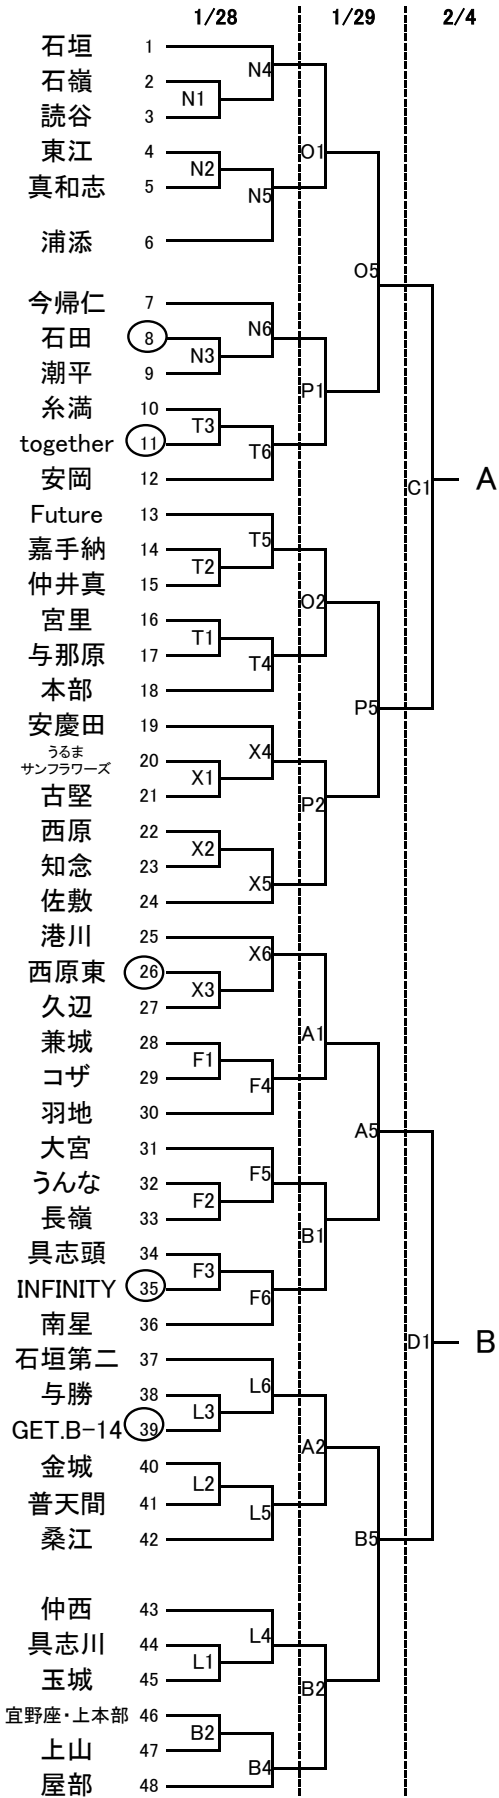 1/28 1/29 2/4
石垣 1
N4
石嶺 2
N1
読谷 3
東江 4
O1
N2
真和志 5
N5
浦添 6
O5
今帰仁 7
N6
石田 8
N3
潮平 9
P1
糸満 10
T3
together 11
T6
安岡 12
C1 A
Future 13
T5
嘉手納 14
T2
仲井真 15
O2
宮里 16
T1
与那原 17
T4
本部 18
P5
安慶田 19
X4
うるま
サンフラワーズ 20
X1
古堅 21
P2
西原 22
X2
知念 23
X5
佐敷 24
港川 25
X6
西原東 26
X3
久辺 27
A1
兼城 28
F1
コザ 29
F4
羽地 30
A5
大宮 31
F5
うんな 32
F2
長嶺 33
B1
具志頭 34
F3
INFINITY 35
F6
南星 36
D1 B
石垣第二 37
L6
与勝 38
L3
GET.B-14 39
A2
金城 40
L2
普天間 41
L5
桑江 42
B5
仲西 43
L4
具志川 44
L1
玉城 45
B2
宜野座・上本部 46
B2
上山 47
B4
屋部 48